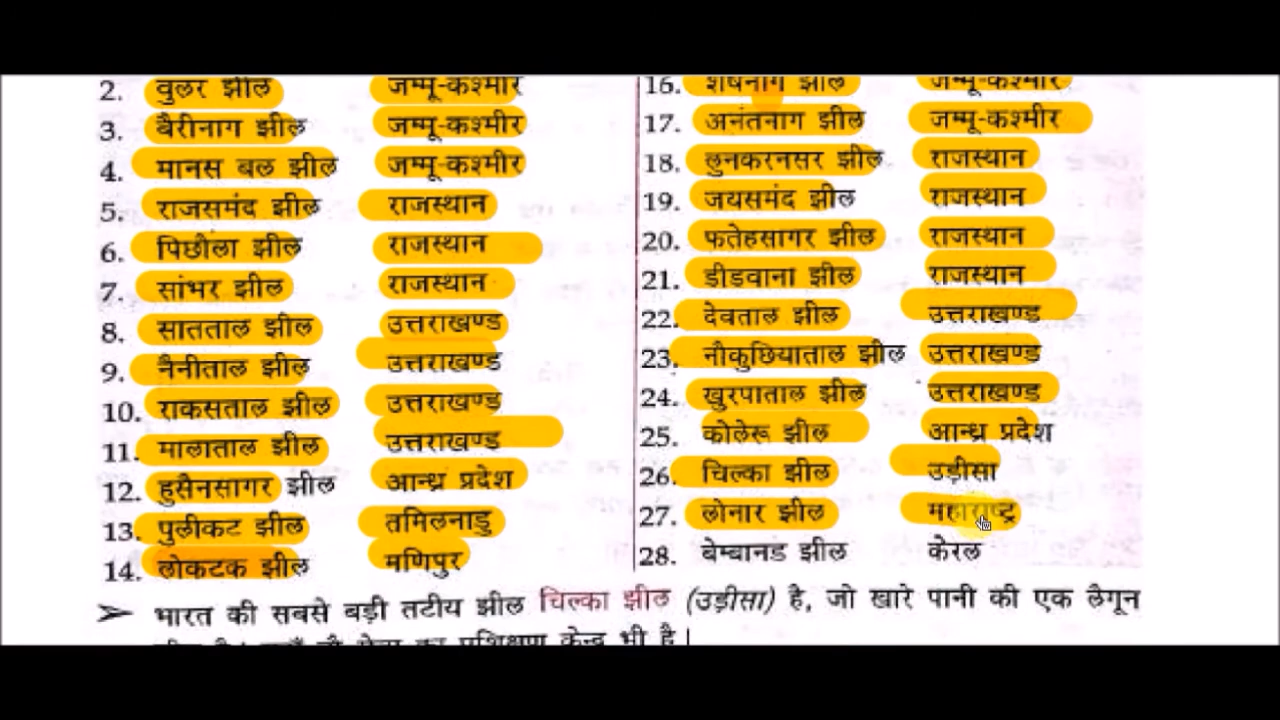 2. वुलर झील जम्मू-कश्मीर
3. बैरीनाग झील जम्मू-कश्मीर
4. मानस बल झील जम्मू-कश्मीर
5. राजसमंद झील राजस्थान
6. पिछौला झील राजस्थान
7. सांभर झील राजस्थान
8. सातताल झील उत्तराखण्ड
9. नैनीताल झील उत्तराखण्ड
10. राकसताल झील उत्तराखण्ड
11. मालाताल झील उत्तराखण्ड
12. हुसैनसागर झील आन्ध्र प्रदेश
13. पुलीकट झील तमिलनाडु
14. लोकटक झील मणिपुर
16. शेषनाग झील जम्मू-कश्मीर
17. अनंतनाग झील जम्मू-कश्मीर
18. लुनकरनसर झील राजस्थान
19. जयसमंद झील राजस्थान
20. फतेहसागर झील राजस्थान
21. डीडवाना झील राजस्थान
22. देवताल झील उत्तराखण्ड
23. नौकुछियाताल झील उत्तराखण्ड
24. खुरपाताल झील उत्तराखण्ड
25. कोलेरू झील आन्ध्र प्रदेश
26. चिल्का झील उड़ीसा
27. लोनार झील महाराष्ट्र
28. बेम्बानड झील केरल
➢ भारत की सबसे बड़ी तटीय झील चिल्का झील (उड़ीसा) है, जो खारे पानी की एक लैगून
का प्रशिक्षण केन्द्र भी है।